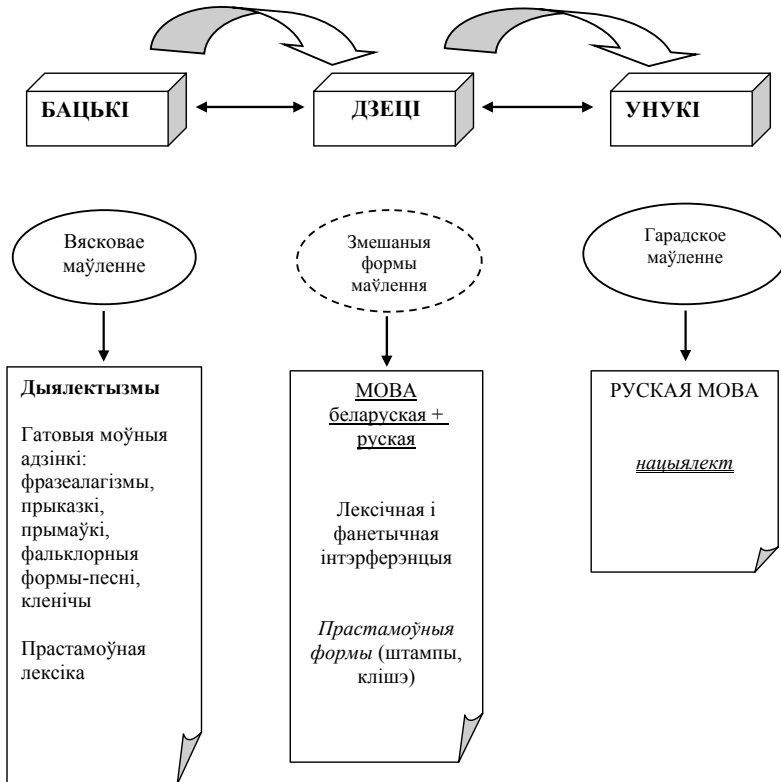 БАЦЬКІ
ДЗЕЦІ
УНУКІ
Вясковае
маўленне
Змешаныя
формы
маўлення
Гарадское
маўленне
Дыялектызмы
Гатовыя моўныя
адзінкі:
фразеалагізмы,
прыказкі,
прымаўкі,
фальклорныя
формы-песні,
кленічы
Прастамоўная
лексіка
МОВА
беларуская +
руская
Лексічная і
фанетычная
інтэрферэнцыя
Прастамоўныя
формы (штампы,
клішэ)
РУСКАЯ МОВА
нацыялект